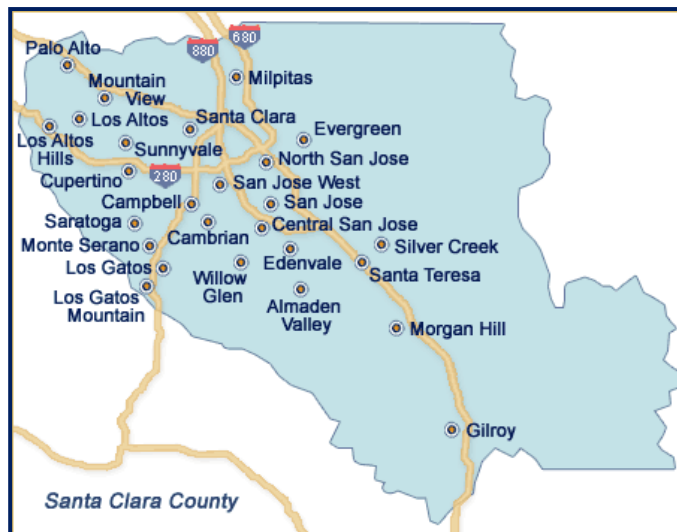 880
680
Palo Alto
Milpitas
Mountain
View
Los Altos
Santa Clara
Evergreen
Los Altos
Hills
Sunnyvale
North San Jose
Cupertino
280
San Jose West
Campbell
San Jose
Saratoga
Cambrian
Central San Jose
Monte Serano
Silver Creek
Edenvale
Los Gatos
Willow
Glen
Santa Teresa
Los Gatos
Mountain
Almaden
Valley
Morgan Hill
Gilroy
Santa Clara County